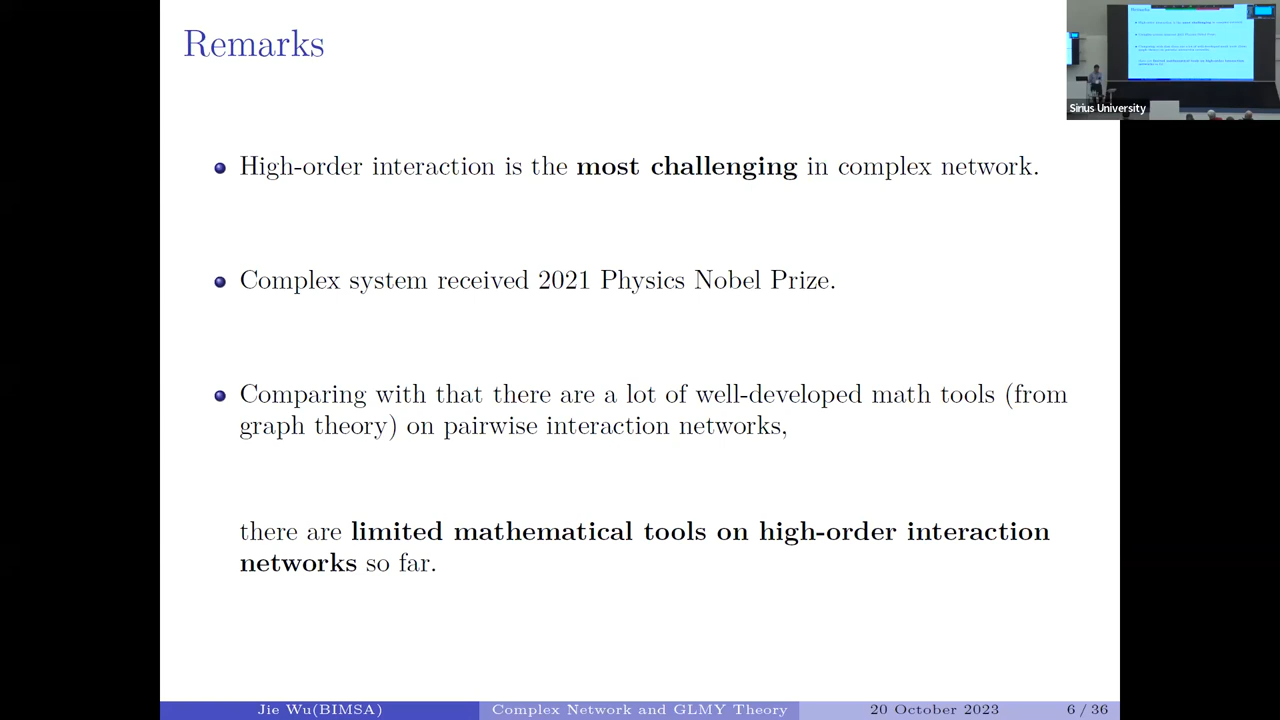 Remarks
Sirius University
High-order interaction is the most challenging in complex network.
Complex system received 2021 Physics Nobel Prize.
Comparing with that there are a lot of well-developed math tools (from
graph theory) on pairwise interaction networks,
there are limited mathematical tools on high-order interaction
networks so far.
Jie Wu(BIMSA) Complex Network and GLMY Theory 20 October 2023 6 / 36